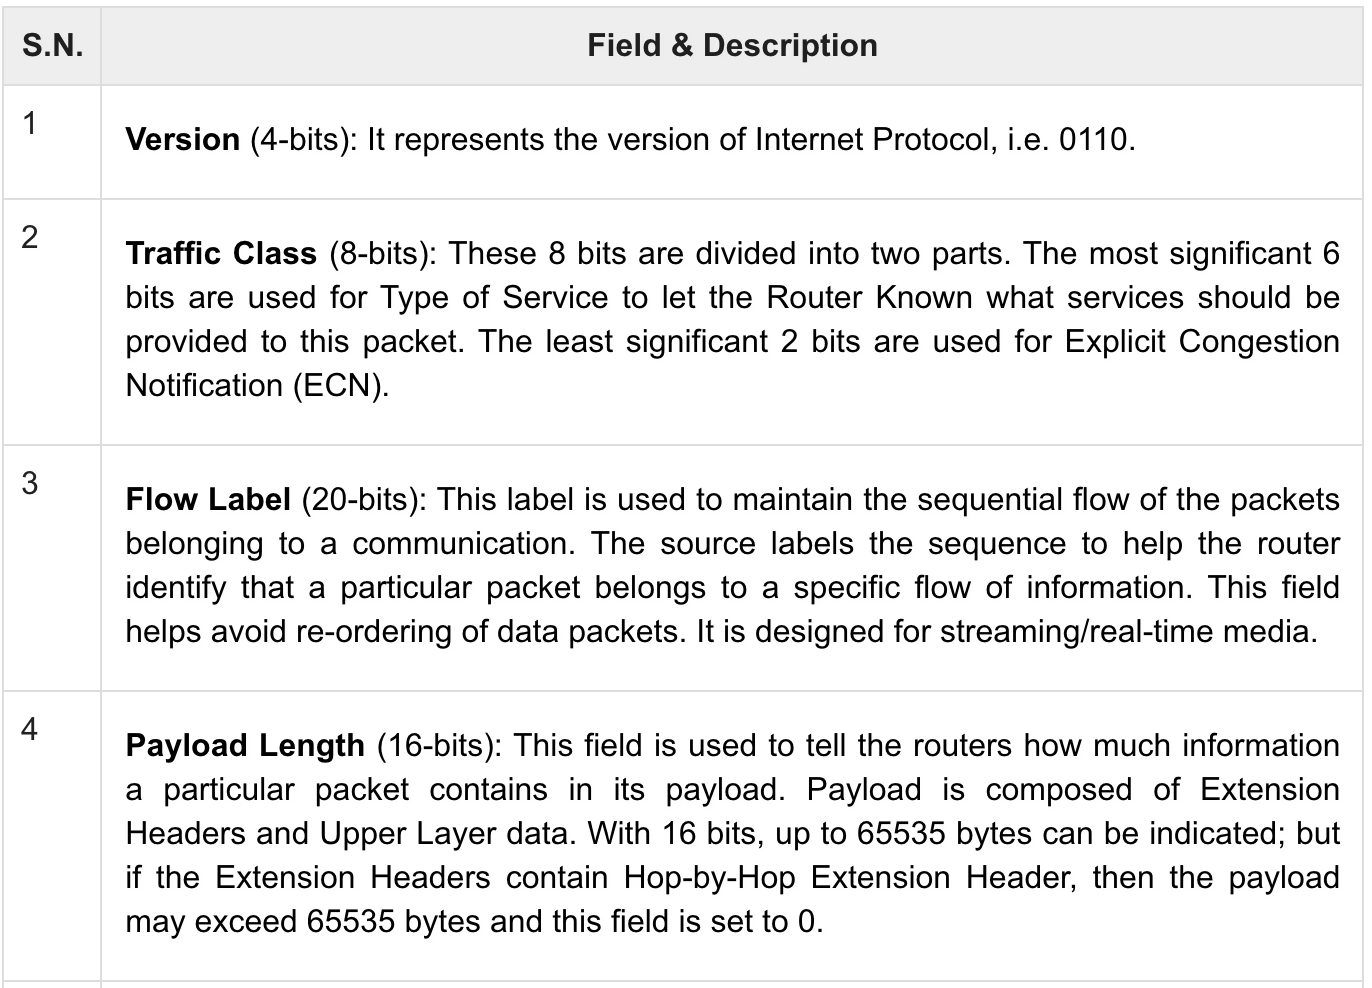 S.N. Field & Description
1
Version (4-bits): It represents the version of Internet Protocol, i.e. 0110.
2
Traffic Class (8-bits): These 8 bits are divided into two parts. The most significant 6
bits are used for Type of Service to let the Router Known what services should be
provided to this packet. The least significant 2 bits are used for Explicit Congestion
Notification (ECN).
3
Flow Label (20-bits): This label is used to maintain the sequential flow of the packets
belonging to a communication. The source labels the sequence to help the router
identify that a particular packet belongs to a specific flow of information. This field
helps avoid re-ordering of data packets. It is designed for streaming/real-time media.
4
Payload Length (16-bits): This field is used to tell the routers how much information
a particular packet contains in its payload. Payload is composed of Extension
Headers and Upper Layer data. With 16 bits, up to 65535 bytes can be indicated; but
if the Extension Headers contain Hop-by-Hop Extension Header, then the payload
may exceed 65535 bytes and this field is set to 0.